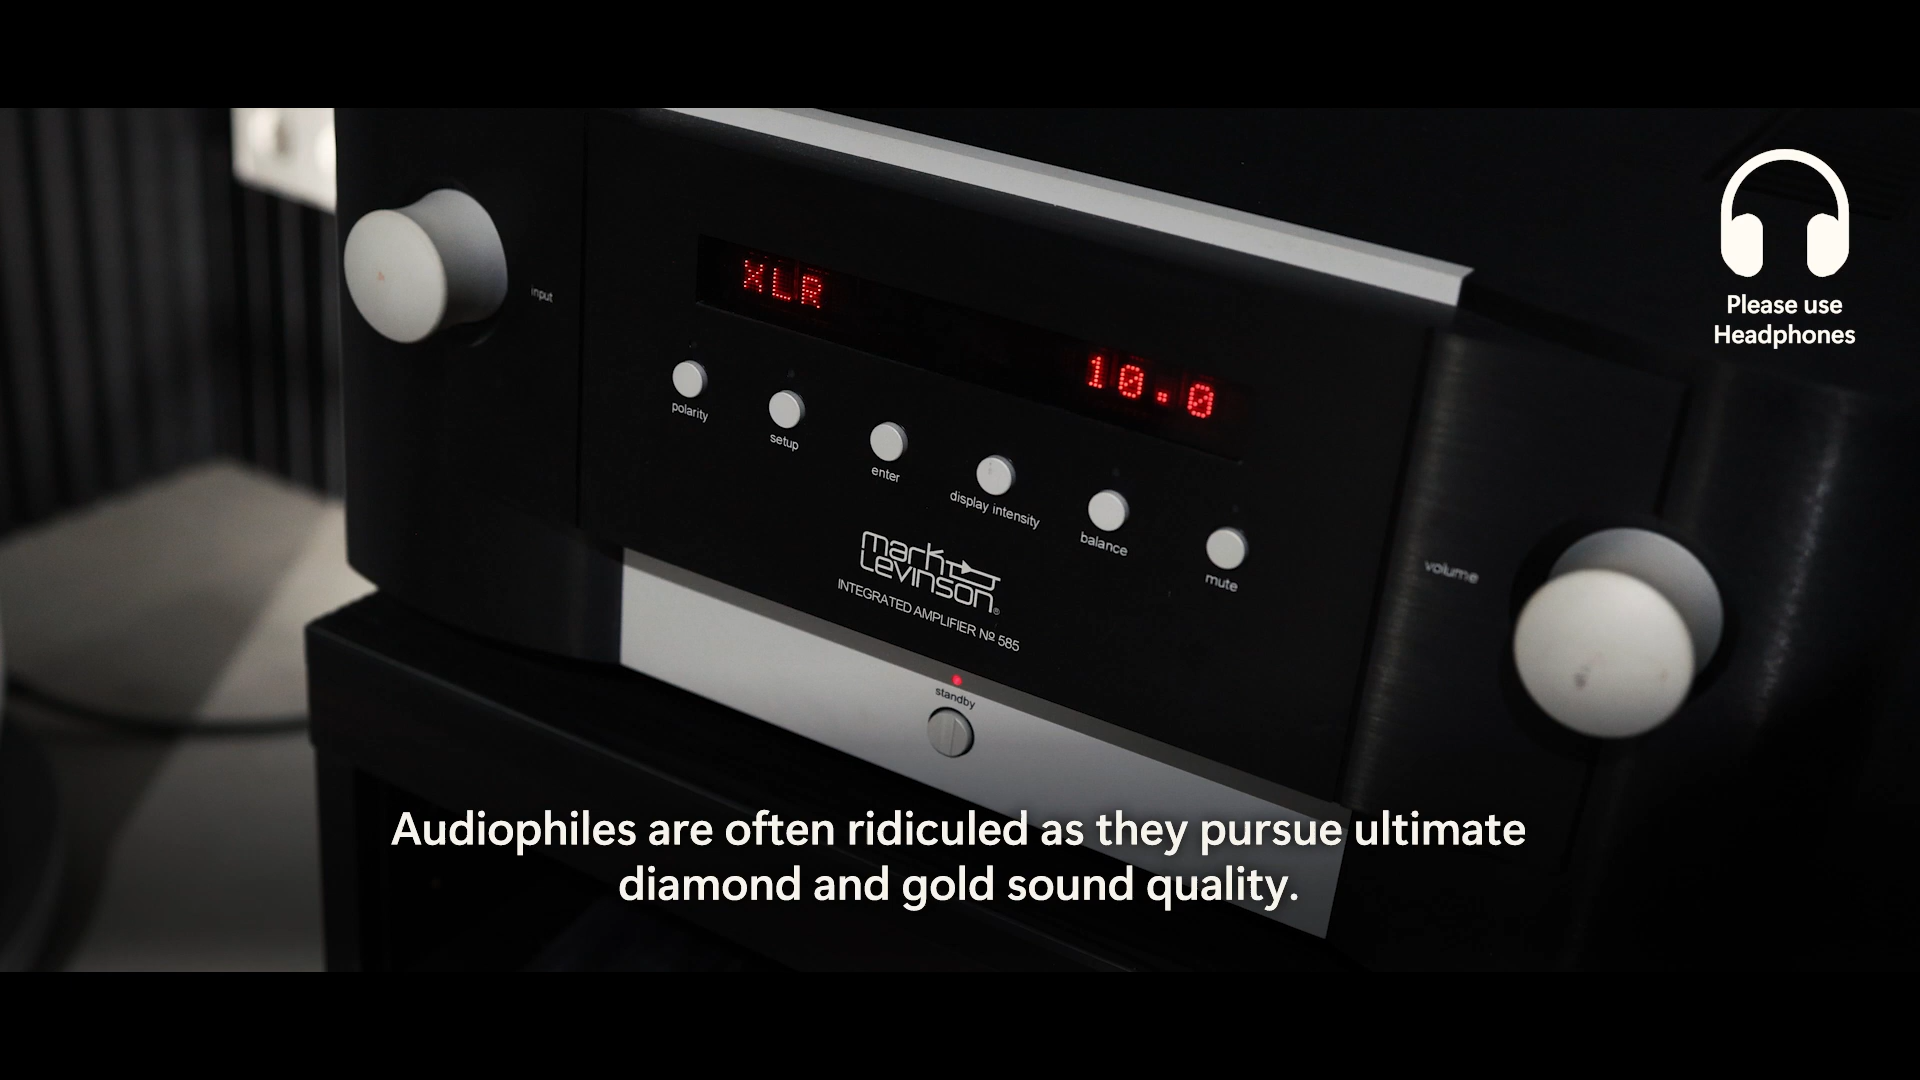 Please use
Headphones
input
XLR
10.0
polarity
setup
enter
display intensity
balance
mute
volume
mark
Levinson®
INTEGRATED AMPLIFIER № 585
standby
Audiophiles are often ridiculed as they pursue ultimate
diamond and gold sound quality.